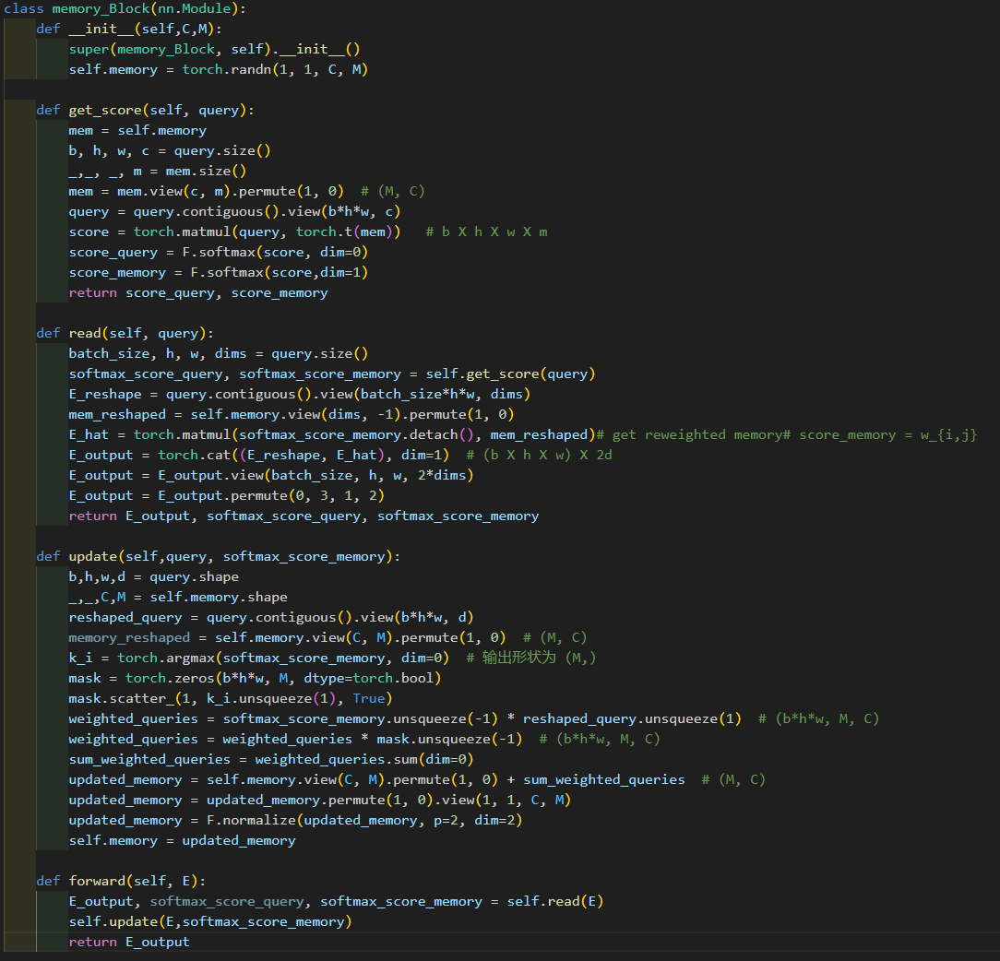 class memory_Block(nn.Module):
    def __init__(self,C,M):
        super(memory_Block, self).__init__()
        self.memory = torch.randn(1, 1, C, M)

    def get_score(self, query):
        mem = self.memory
        b, h, w, c = query.size()
        _,_, _, m = mem.size()
        mem = mem.view(c, m).permute(1, 0)  # (M, C)
        query = query.contiguous().view(b*h*w, c)
        score = torch.matmul(query, torch.t(mem))   # b X h X w X m
        score_query = F.softmax(score, dim=0)
        score_memory = F.softmax(score,dim=1)
        return score_query, score_memory

    def read(self, query):
        batch_size, h, w, dims = query.size()
        softmax_score_query, softmax_score_memory = self.get_score(query)
        E_reshape = query.contiguous().view(batch_size*h*w, dims)
        mem_reshaped = self.memory.view(dims, -1).permute(1, 0)
        E_hat = torch.matmul(softmax_score_memory.detach(), mem_reshaped)# get reweighted memory# score_memory = w_{i,j}
        E_output = torch.cat((E_reshape, E_hat), dim=1)  # (b X h X w) X 2d
        E_output = E_output.view(batch_size, h, w, 2*dims)
        E_output = E_output.permute(0, 3, 1, 2)
        return E_output, softmax_score_query, softmax_score_memory

    def update(self,query, softmax_score_memory):
        b,h,w,d = query.shape
        _,_,C,M = self.memory.shape
        reshaped_query = query.contiguous().view(b*h*w, d)
        memory_reshaped = self.memory.view(C, M).permute(1, 0)  # (M, C)
        k_i = torch.argmax(softmax_score_memory, dim=0)  # 输出形状为 (M,)
        mask = torch.zeros(b*h*w, M, dtype=torch.bool)
        mask.scatter_(1, k_i.unsqueeze(1), True)
        weighted_queries = softmax_score_memory.unsqueeze(-1) * reshaped_query.unsqueeze(1)  # (b*h*w, M, C)
        weighted_queries = weighted_queries * mask.unsqueeze(-1)  # (b*h*w, M, C)
        sum_weighted_queries = weighted_queries.sum(dim=0)
        updated_memory = self.memory.view(C, M).permute(1, 0) + sum_weighted_queries  # (M, C)
        updated_memory = updated_memory.permute(1, 0).view(1, 1, C, M)
        updated_memory = F.normalize(updated_memory, p=2, dim=2)
        self.memory = updated_memory

    def forward(self, E):
        E_output, softmax_score_query, softmax_score_memory = self.read(E)
        self.update(E,softmax_score_memory)
        return E_output